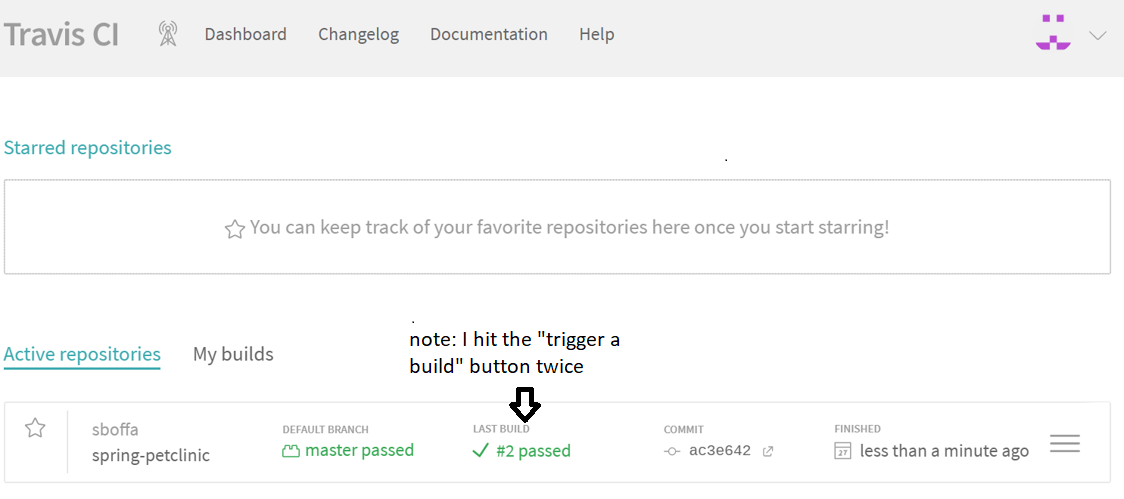 Travis CI Dashboard Changelog Documentation Help
Starred repositories
You can keep track of your favorite repositories here once you start starring!
note: I hit the "trigger a
build" button twice
Active repositories My builds
sboffa DEFAULT BRANCH LAST BUILD COMMIT FINISHED
spring-petclinic master passed #2 passed ac3e642 27 less than a minute ago